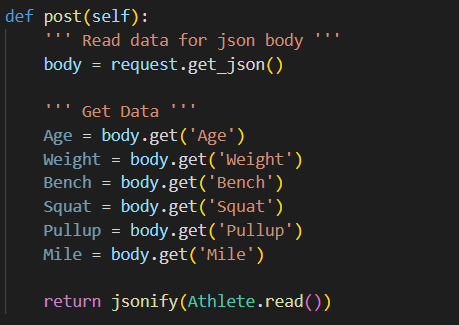 def post(self):
''' Read data for json body '''
body = request.get_json()
''' Get Data '''
Age = body.get('Age')
Weight = body.get('Weight')
Bench = body.get('Bench')
Squat = body.get('Squat')
Pullup = body.get('Pullup')
Mile = body.get('Mile')
return jsonify(Athlete.read())